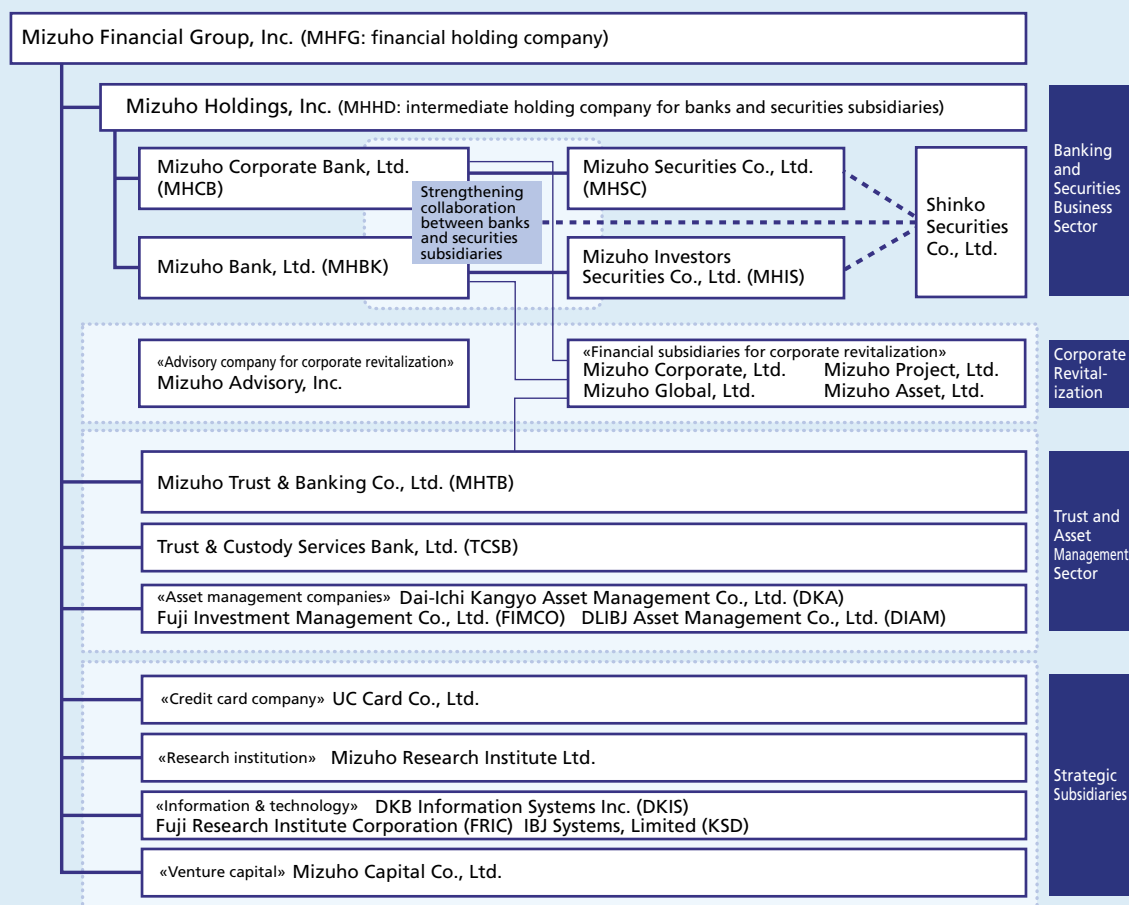 Mizuho Financial Group, Inc. (MHFG: financial holding company)
Mizuho Holdings, Inc. (MHHD: intermediate holding company for banks and securities subsidiaries)
Mizuho Corporate Bank, Ltd.
(MHCB)
Strengthening
collaboration
between banks
and securities
subsidiaries
Mizuho Bank, Ltd. (MHBK)
Mizuho Securities Co., Ltd.
(MHSC)
Mizuho Investors
Securities Co., Ltd. (MHIS)
Shinko
Securities
Co., Ltd.
Banking
and
Securities
Business
Sector
«Advisory company for corporate revitalization»
Mizuho Advisory, Inc.
«Financial subsidiaries for corporate revitalization»
Mizuho Corporate, Ltd. Mizuho Project, Ltd.
Mizuho Global, Ltd. Mizuho Asset, Ltd.
Corporate
Revital-
ization
Mizuho Trust & Banking Co., Ltd. (MHTB)
Trust & Custody Services Bank, Ltd. (TCSB)
«Asset management companies» Dai-Ichi Kangyo Asset Management Co., Ltd. (DKA)
Fuji Investment Management Co., Ltd. (FIMCO) DLIBJ Asset Management Co., Ltd. (DIAM)
Trust and
Asset
Management
Sector
«Credit card company» UC Card Co., Ltd.
«Research institution» Mizuho Research Institute Ltd.
«Information & technology» DKB Information Systems Inc. (DKIS)
Fuji Research Institute Corporation (FRIC) IBJ Systems, Limited (KSD)
«Venture capital» Mizuho Capital Co., Ltd.
Strategic
Subsidiaries